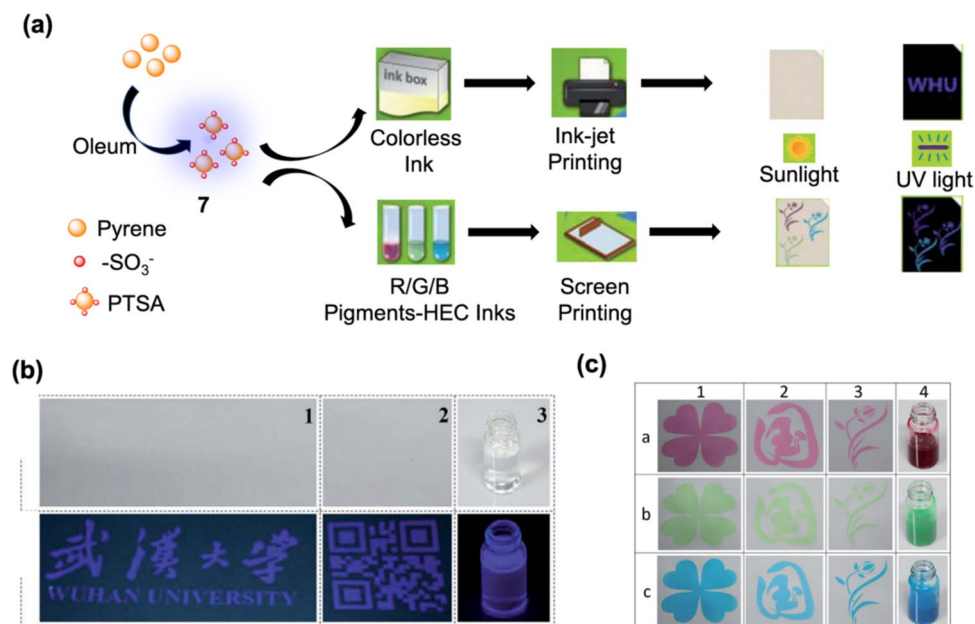 (a)
ink box
WHU
Oleum
Colorless
Ink
Ink-jet
Printing
Sunlight
UV light
7
Pyrene
-SO₃⁻
PTSA
R/G/B
Pigments-HEC Inks
Screen
Printing
(b)
1
2
3
武漢大學
WUHAN UNIVERSITY
(c)
1
2
3
4
a
b
c